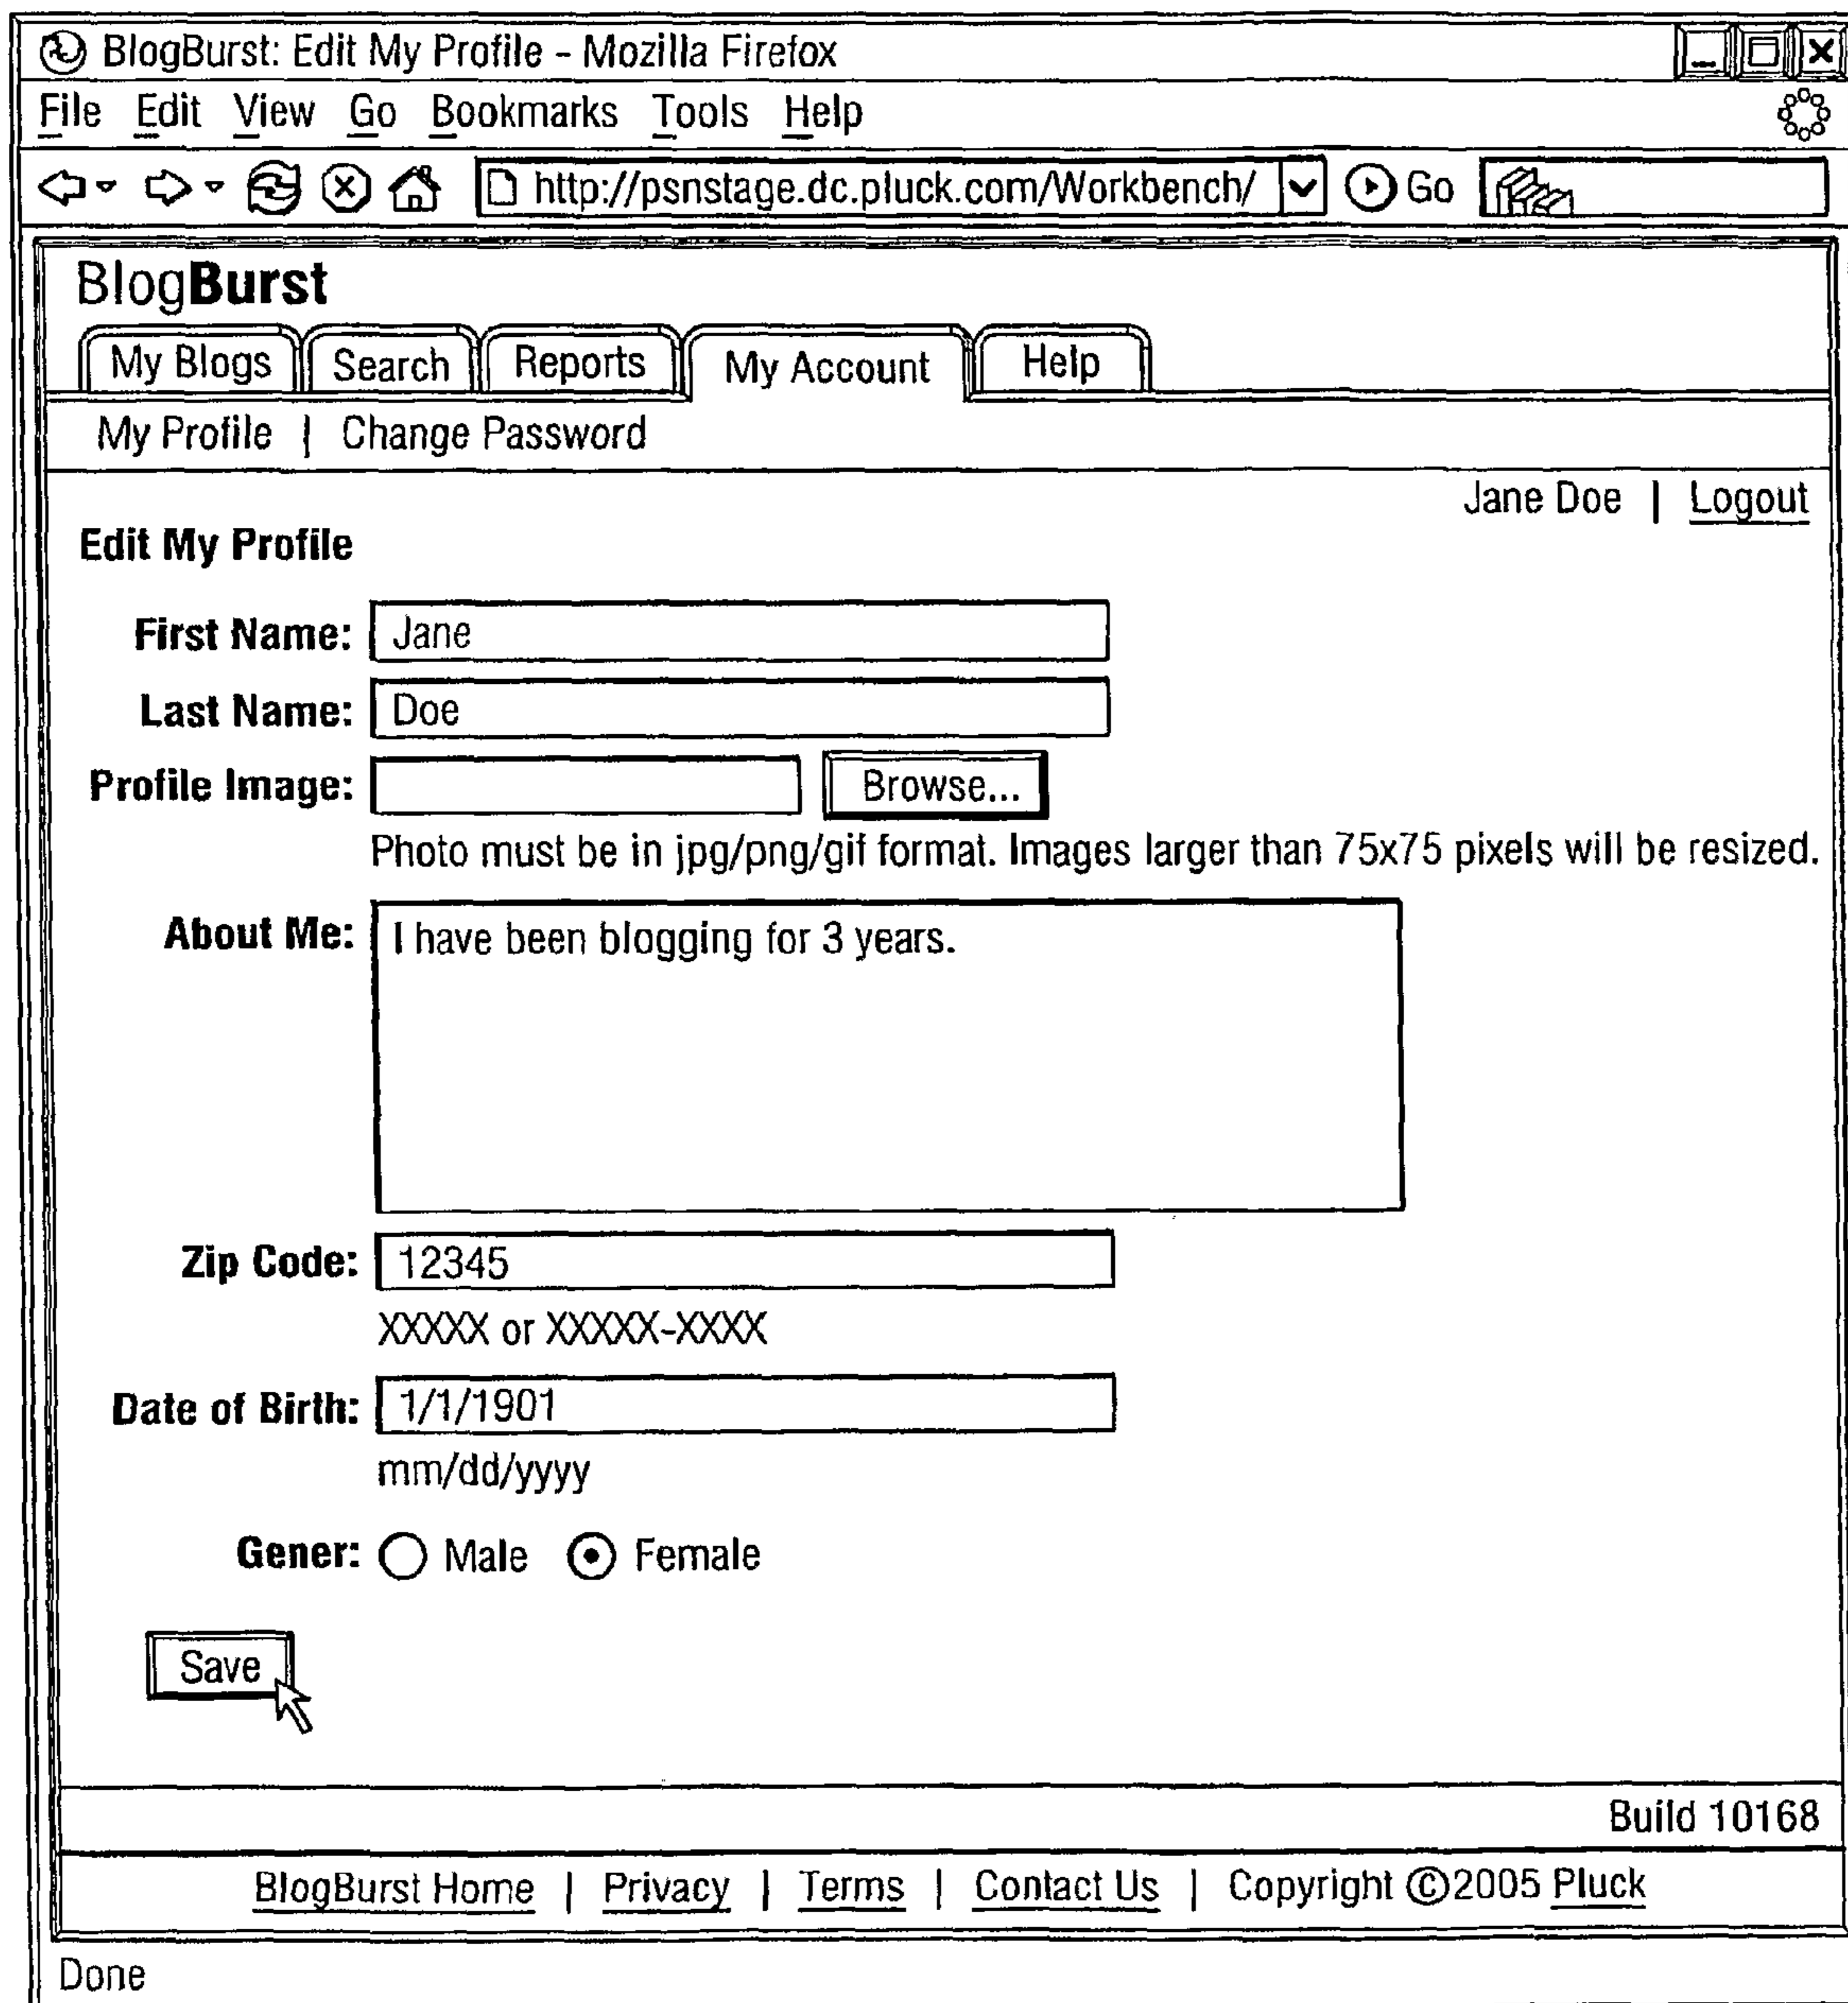 BlogBurst: Edit My Profile - Mozilla Firefox
File Edit View Go Bookmarks Tools Help
http://psnstage.dc.pluck.com/Workbench/ Go
BlogBurst
My Blogs Search Reports My Account Help
My Profile | Change Password
Jane Doe | Logout
Edit My Profile
First Name: Jane
Last Name: Doe
Profile Image: Browse...
Photo must be in jpg/png/gif format. Images larger than 75x75 pixels will be resized.
About Me: I have been blogging for 3 years.
Zip Code: 12345
XXXXX or XXXXX-XXXX
Date of Birth: 1/1/1901
mm/dd/yyyy
Gener: Male Female
Save
Build 10168
BlogBurst Home | Privacy | Terms | Contact Us | Copyright ©2005 Pluck
Done